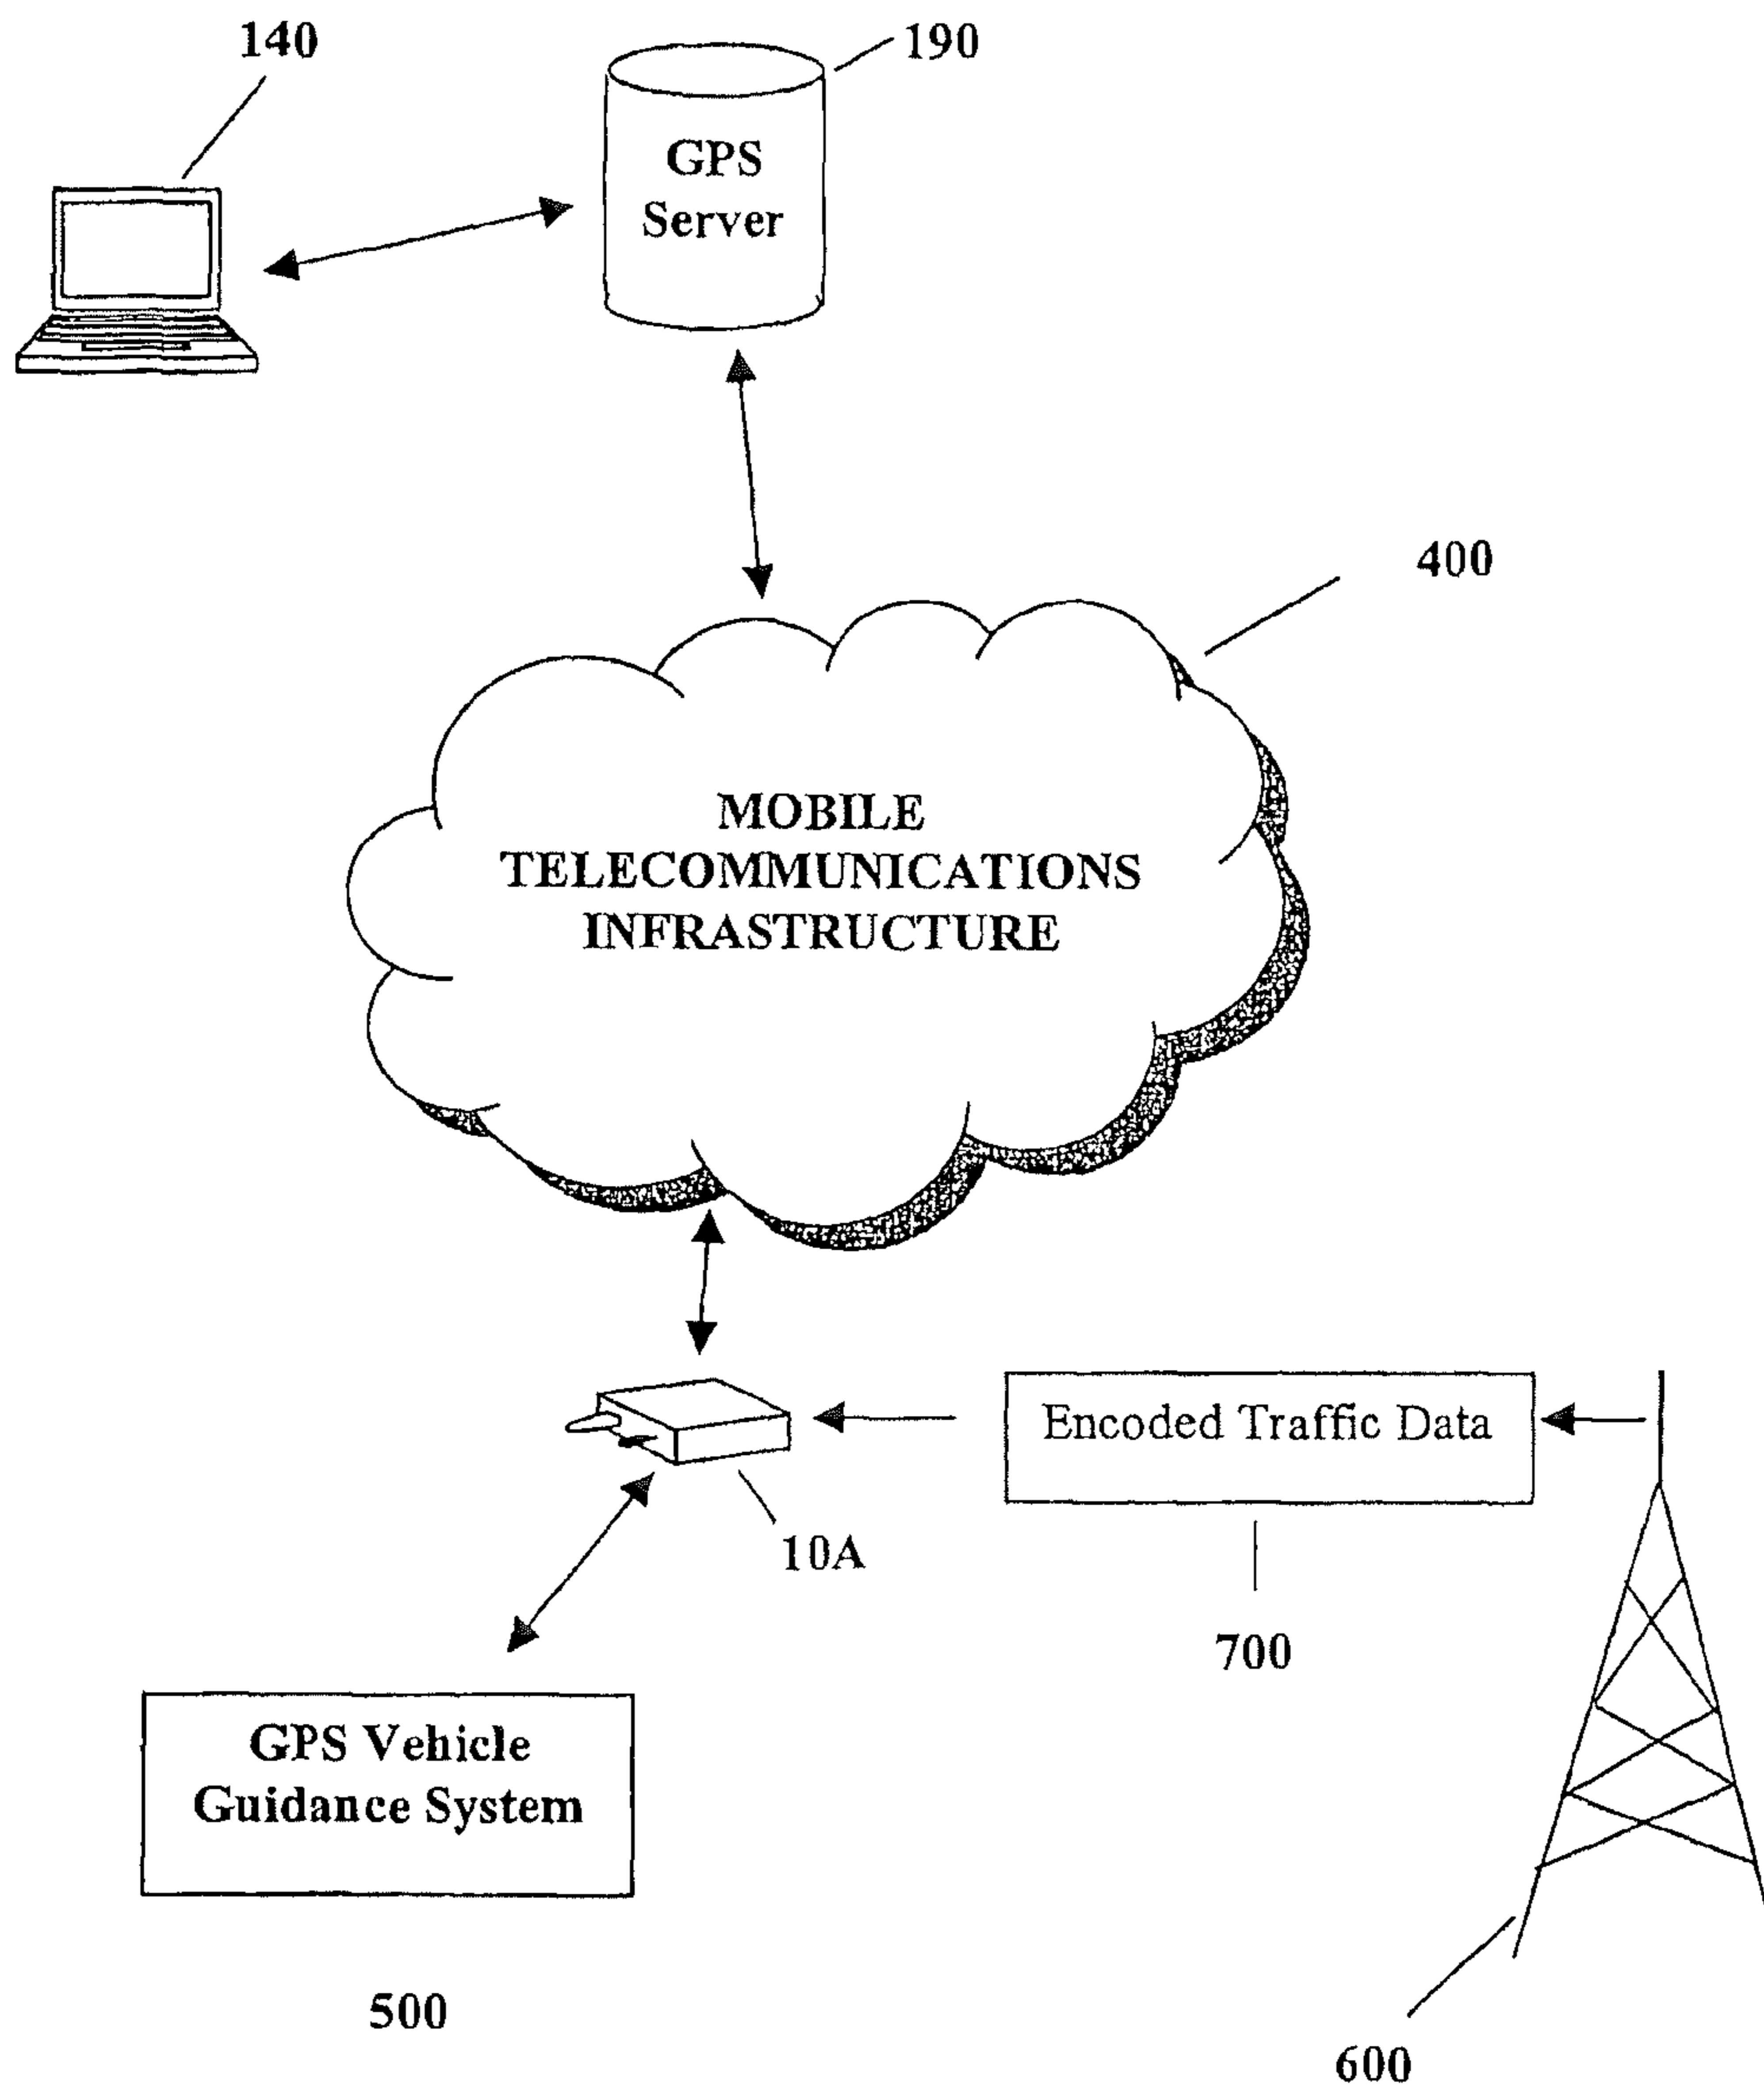 140
190
GPS
Server
400
MOBILE
TELECOMMUNICATIONS
INFRASTRUCTURE
Encoded Traffic Data
10A
700
GPS Vehicle
Guidance System
500
600